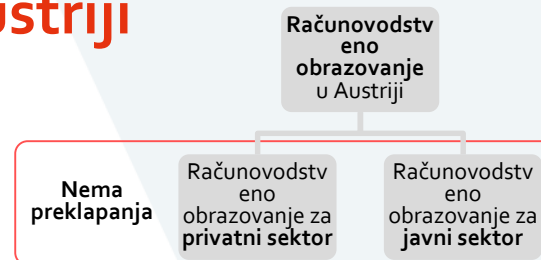 ustriji
Računovodstv
eno
obrazovanje
u Austriji
Nema
preklapanja
Računovodstv
eno
obrazovanje za
privatni sektor
Računovodstv
eno
obrazovanje za
javni sektor